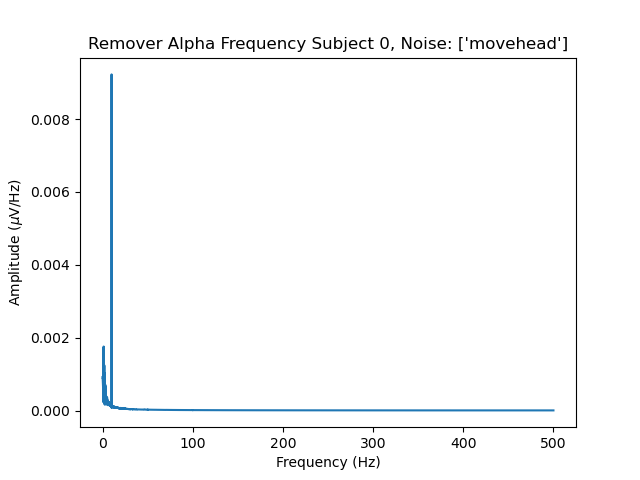 Remover Alpha Frequency Subject 0, Noise: ['movehead']
0.008
0.006
0.004
0.002
0.000
Amplitude (μV/Hz)
0 100 200 300 400 500
Frequency (Hz)